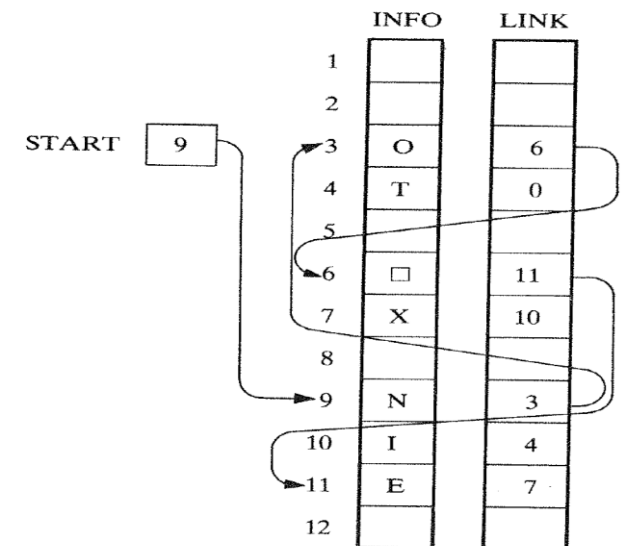 INFO LINK
1
2
START 9 3 O 6
4 T 0
5
6 □ 11
7 X 10
8
9 N 3
10 I 4
11 E 7
12